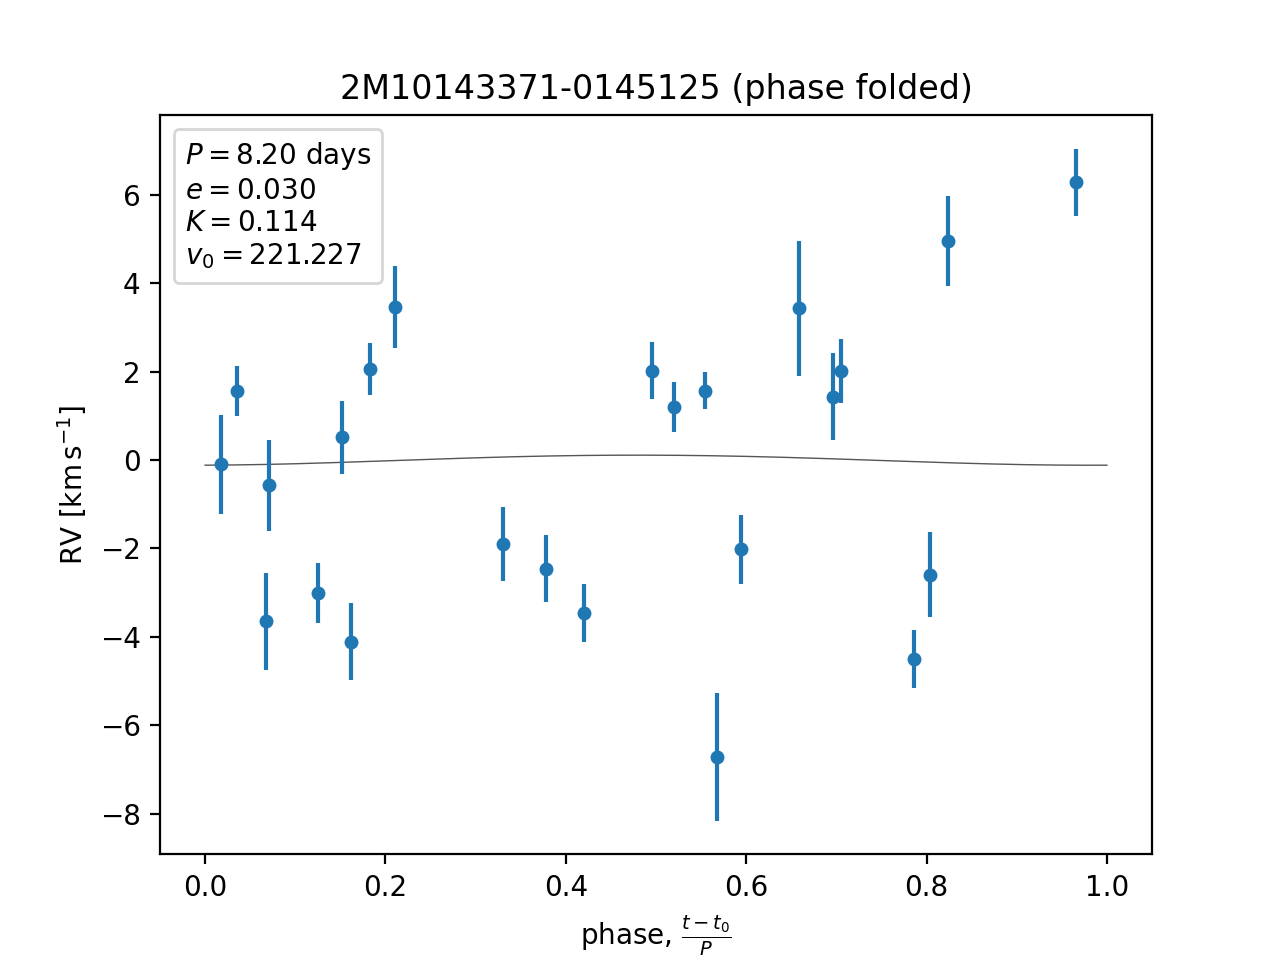 2M10143371-0145125 (phase folded)
P = 8.20 days
e = 0.030
K = 0.114
v₀ = 221.227
RV [km s⁻¹]
6
4
2
0
−2
−4
−6
−8
0.0 0.2 0.4 0.6 0.8 1.0
phase, (t − t₀)/P